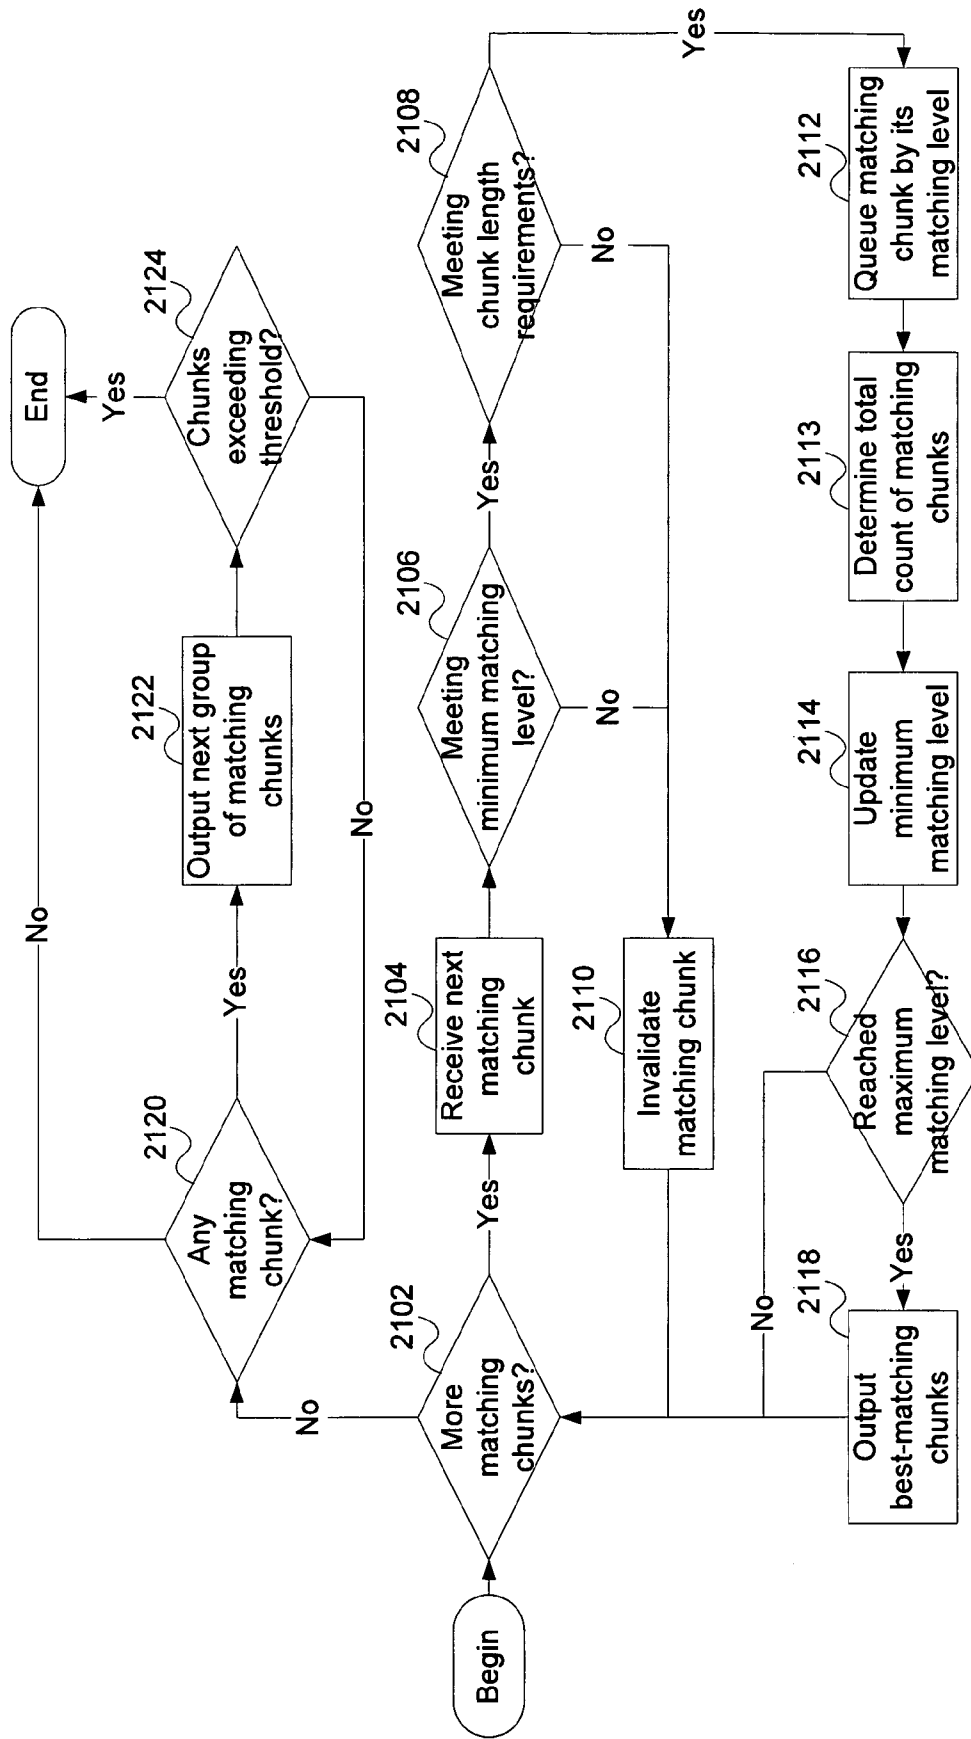 Begin
2102
More
matching
chunks?
No
Yes
2104
Receive next
matching
chunk
2106
Meeting
minimum matching
level?
Yes
No
2108
Meeting
chunk length
requirements?
No
Yes
2110
Invalidate
matching chunk
2112
Queue matching
chunk by its
matching level
2113
Determine total
count of matching
chunks
2114
Update
minimum
matching level
2116
Reached
maximum
matching level?
No
Yes
2118
Output
best-matching
chunks
2120
Any
matching
chunk?
No
Yes
2122
Output next group
of matching
chunks
2124
Chunks
exceeding
threshold?
No
Yes
End